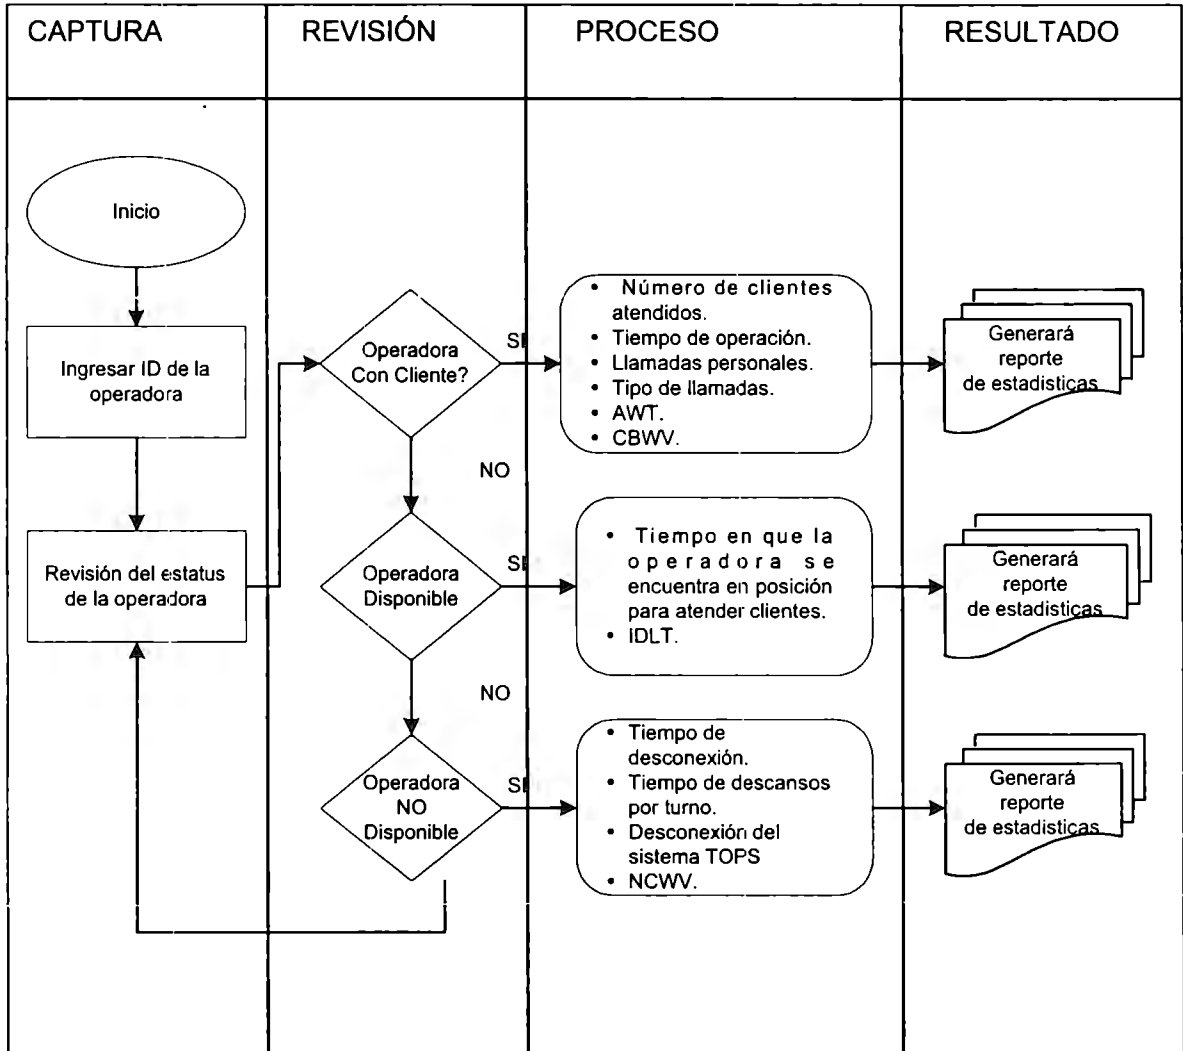 CAPTURA
REVISIÓN
PROCESO
RESULTADO
Inicio
Ingresar ID de la
operadora
Revisión del estatus
de la operadora
Operadora
Con Cliente?
SI
NO
Operadora
Disponible
SI
NO
Operadora
NO
Disponible
SI
• Número de clientes
atendidos.
• Tiempo de operación.
• Llamadas personales.
• Tipo de llamadas.
• AWT.
• CBWV.
• Tiempo en que la
operadora se
encuentra en posición
para atender clientes.
• IDLT.
• Tiempo de
desconexión.
• Tiempo de descansos
por turno.
• Desconexión del
sistema TOPS
• NCWV.
Generará
reporte
de estadisticas
Generará
reporte
de estadisticas
Generará
reporte
de estadisticas